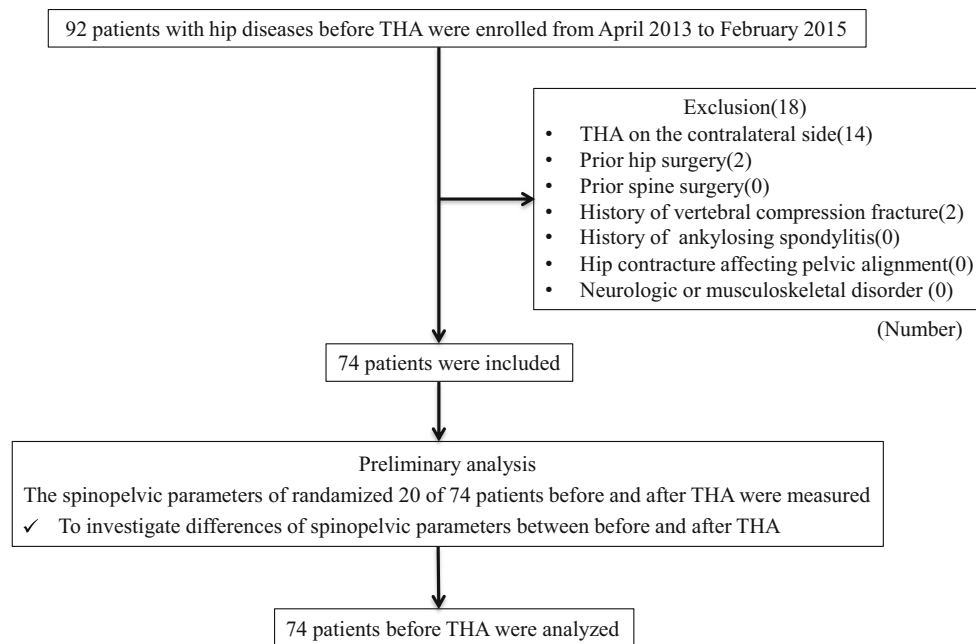 92 patients with hip diseases before THA were enrolled from April 2013 to February 2015
Exclusion(18)
• THA on the contralateral side(14)
• Prior hip surgery(2)
• Prior spine surgery(0)
• History of vertebral compression fracture(2)
• History of ankylosing spondylitis(0)
• Hip contracture affecting pelvic alignment(0)
• Neurologic or musculoskeletal disorder (0)
(Number)
74 patients were included
Preliminary analysis
The spinopelvic parameters of randamized 20 of 74 patients before and after THA were measured
✓ To investigate differences of spinopelvic parameters between before and after THA
74 patients before THA were analyzed